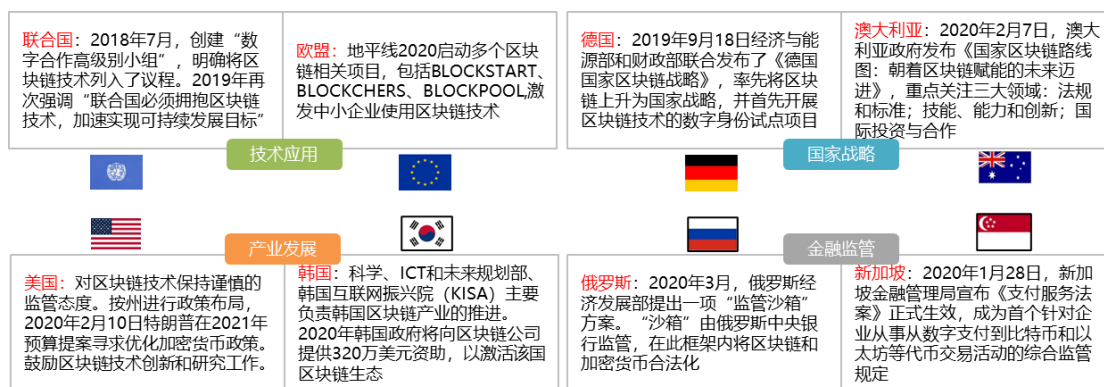 联合国：2018年7月，创建“数
字合作高级别小组”，明确将区
块链技术列入了议程。2019年再
次强调“联合国必须拥抱区块链
技术，加速实现可持续发展目标”
欧盟：地平线2020启动多个区块
链相关项目，包括BLOCKSTART、
BLOCKCHERS、BLOCKPOOL,激
发中小企业使用区块链技术
技术应用
德国：2019年9月18日经济与能
源部和财政部联合发布了《德国
国家区块链战略》，率先将区块
链上升为国家战略，并首先开展
区块链技术的数字身份试点项目
澳大利亚：2020年2月7日，澳大
利亚政府发布《国家区块链路线
图：朝着区块链赋能的未来迈
进》，重点关注三大领域：法规
和标准；技能、能力和创新；国
际投资与合作
国家战略
产业发展
美国：对区块链技术保持谨慎的
监管态度。按州进行政策布局，
2020年2月10日特朗普在2021年
预算提案寻求优化加密货币政策。
鼓励区块链技术创新和研究工作。
韩国：科学、ICT和未来规划部、
韩国互联网振兴院（KISA）主要
负责韩国区块链产业的推进。
2020年韩国政府将向区块链公司
提供320万美元资助，以激活该国
区块链生态
金融监管
俄罗斯：2020年3月，俄罗斯经
济发展部提出一项“监管沙箱”
方案。“沙箱”由俄罗斯中央银
行监管，在此框架内将区块链和
加密货币合法化
新加坡：2020年1月28日，新加
坡金融管理局宣布《支付服务法
案》正式生效，成为首个针对企
业从事从数字支付到比特币和以
太坊等代币交易活动的综合监管
规定